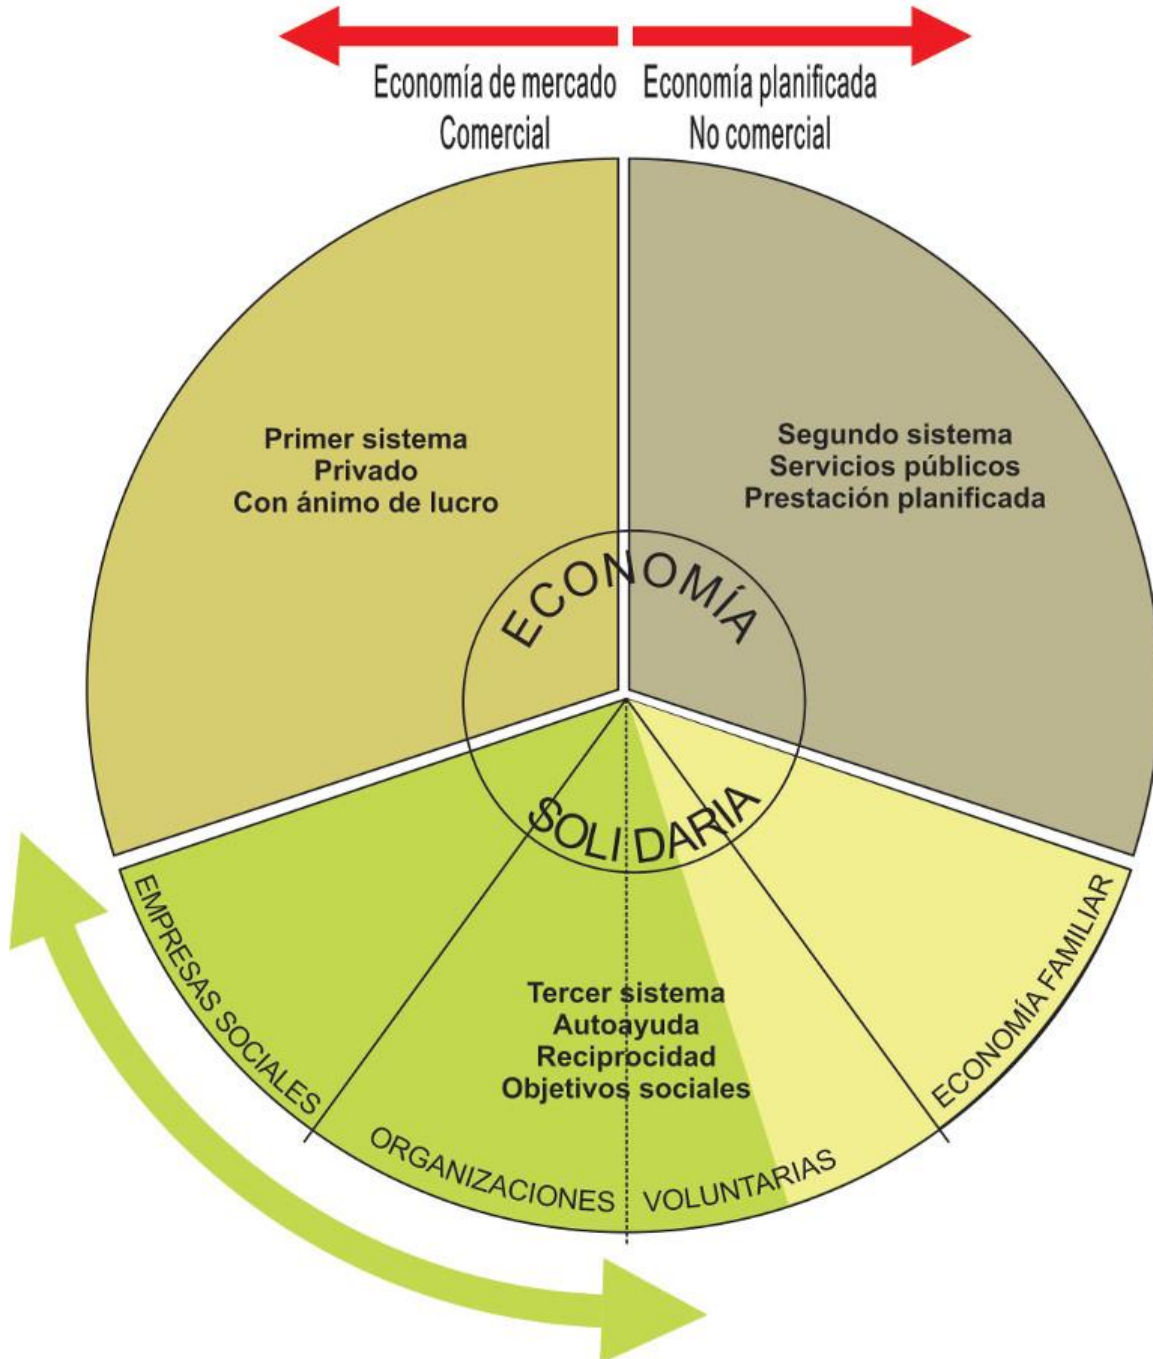 Economía de mercado
Comercial
Economía planificada
No comercial
Primer sistema
Privado
Con ánimo de lucro
Segundo sistema
Servicios públicos
Prestación planificada
ECONOMÍA
SOLIDARIA
Tercer sistema
Autoayuda
Reciprocidad
Objetivos sociales
EMPRESAS SOCIALES
ORGANIZACIONES VOLUNTARIAS
ECONOMÍA FAMILIAR